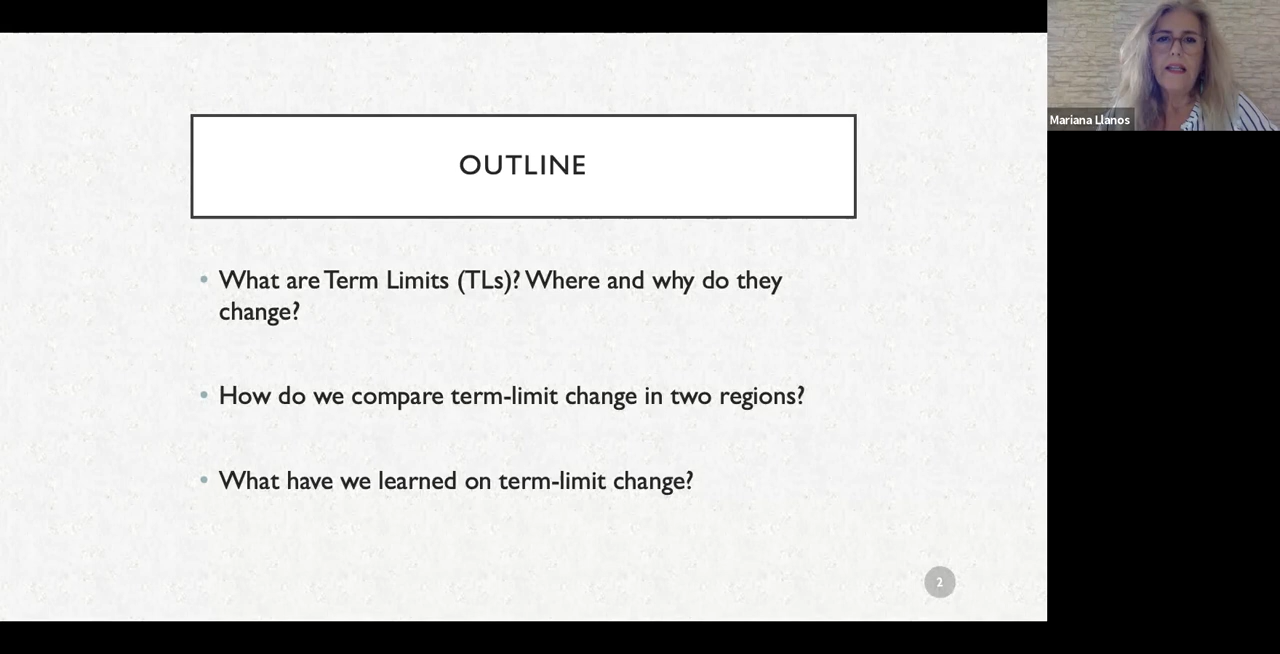 OUTLINE
• What are Term Limits (TLs)? Where and why do they
change?
• How do we compare term-limit change in two regions?
• What have we learned on term-limit change?
2
Mariana Llanos